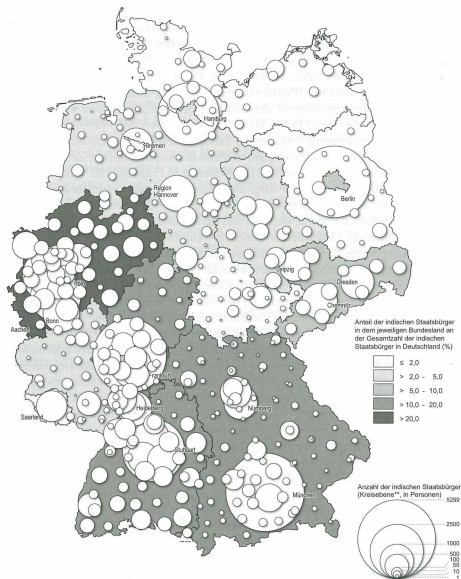 Hamburg
Bremen
Region
Hannover
Berlin
Leipzig
Dresden
Chemnitz
Köln
Bonn
Aachen
Frankfurt
Saarland
Heidelberg
Nürnberg
Stuttgart
München
Anteil der indischen Staatsbürger
in dem jeweiligen Bundesland an
der Gesamtzahl der indischen
Staatsbürger in Deutschland (%)
≤ 2,0
> 2,0 - 5,0
> 5,0 - 10,0
> 10,0 - 20,0
> 20,0
Anzahl der indischen Staatsbürger
(Kreisebene**, in Personen)
5299
2500
1000
500
100
50
10